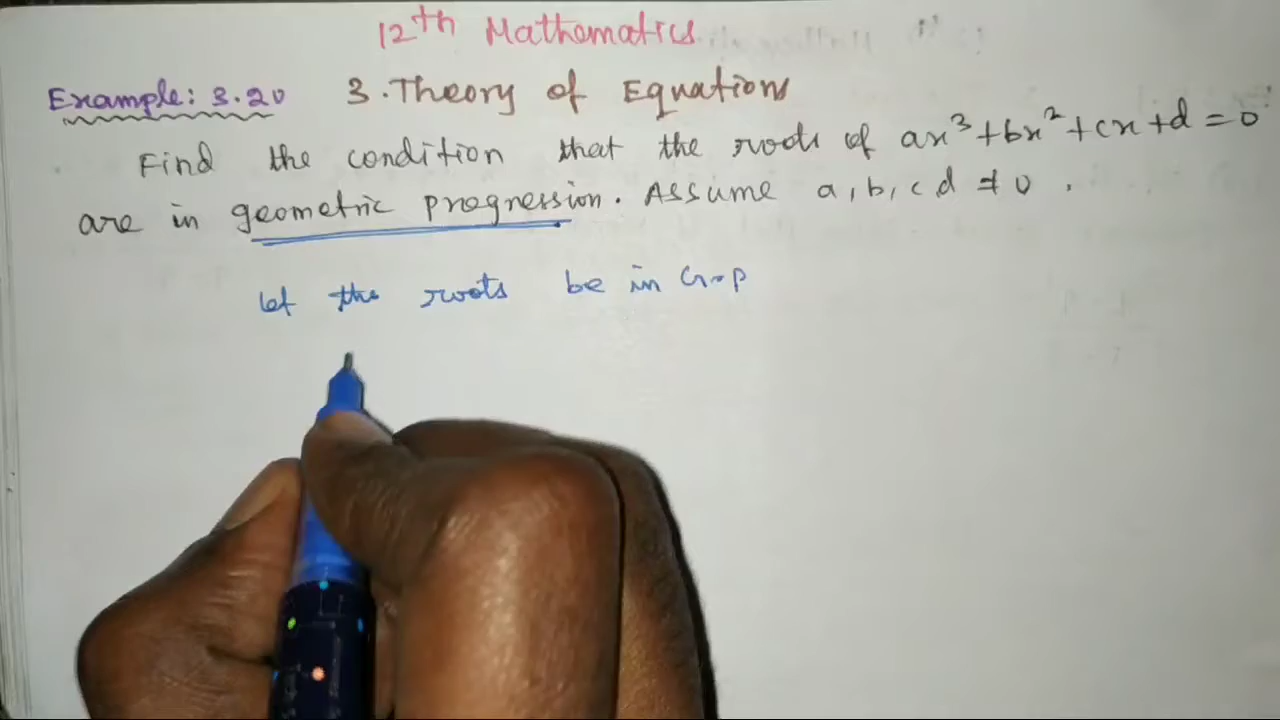 12th Mathematics
Example: 3.20 3. Theory of Equations
Find the condition that the roots of ax³+bx²+cx+d=0
are in geometric progression. Assume a, b, c d ≠ 0 .
Let the roots be in G.P